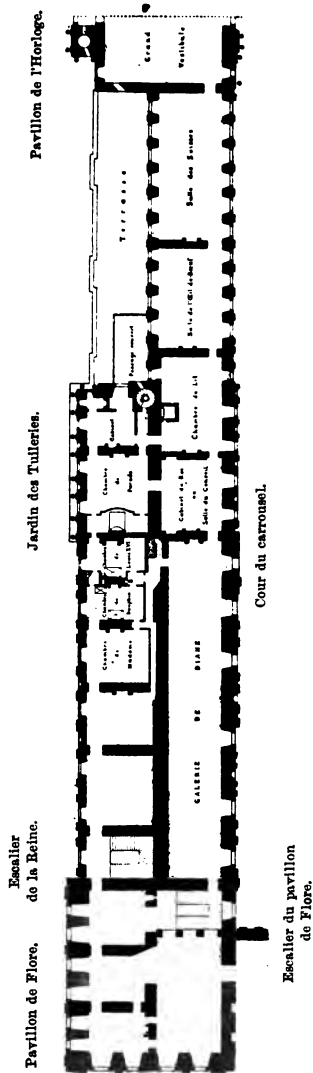 Pavillon de l'Horloge.
Jardin des Tuileries.
Escalier
de la Reine.
Pavillon de Flore.
Grand
Vestibule
Terrasse
Salle des Suisses
Salle de l'Œil-de-Bœuf
Passage
Chambre du Lit
Cabinet
Chambre
de
Parade
Cabinet du Roi
ou
Salle du Conseil
Chambre
de
Louis XVI
Chambre
du
Dauphin
Chambre
de
Madame
GALERIE DE DIANE
Cour du carrousel.
Escalier du pavillon
de Flore.